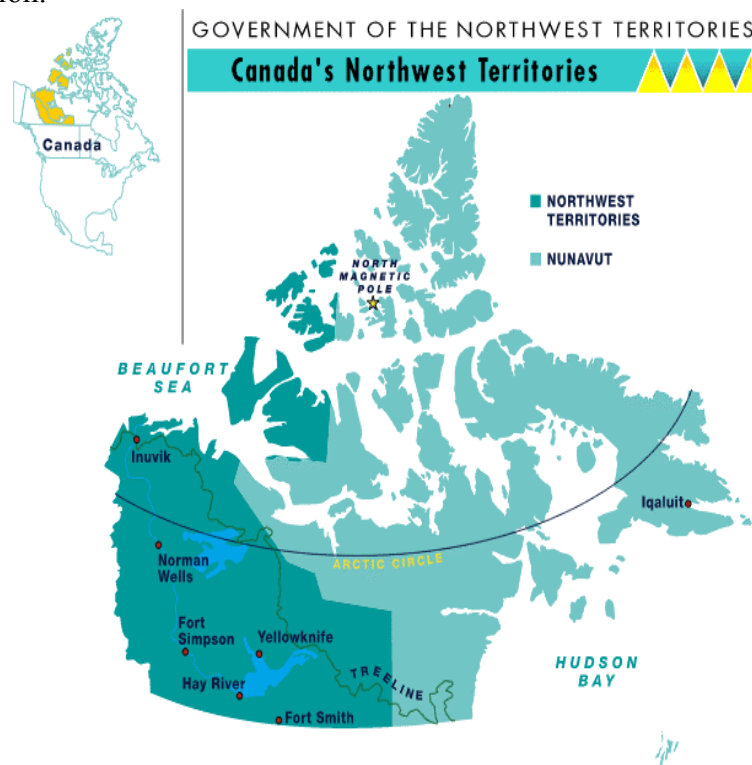 GOVERNMENT OF THE NORTHWEST TERRITORIES
Canada's Northwest Territories
Canada
NORTHWEST
TERRITORIES
NUNAVUT
NORTH
MAGNETIC
POLE
BEAUFORT
SEA
Inuvik
Iqaluit
Norman
Wells
ARCTIC CIRCLE
Fort
Simpson
Yellowknife
HUDSON
BAY
Hay River
TREELINE
Fort Smith